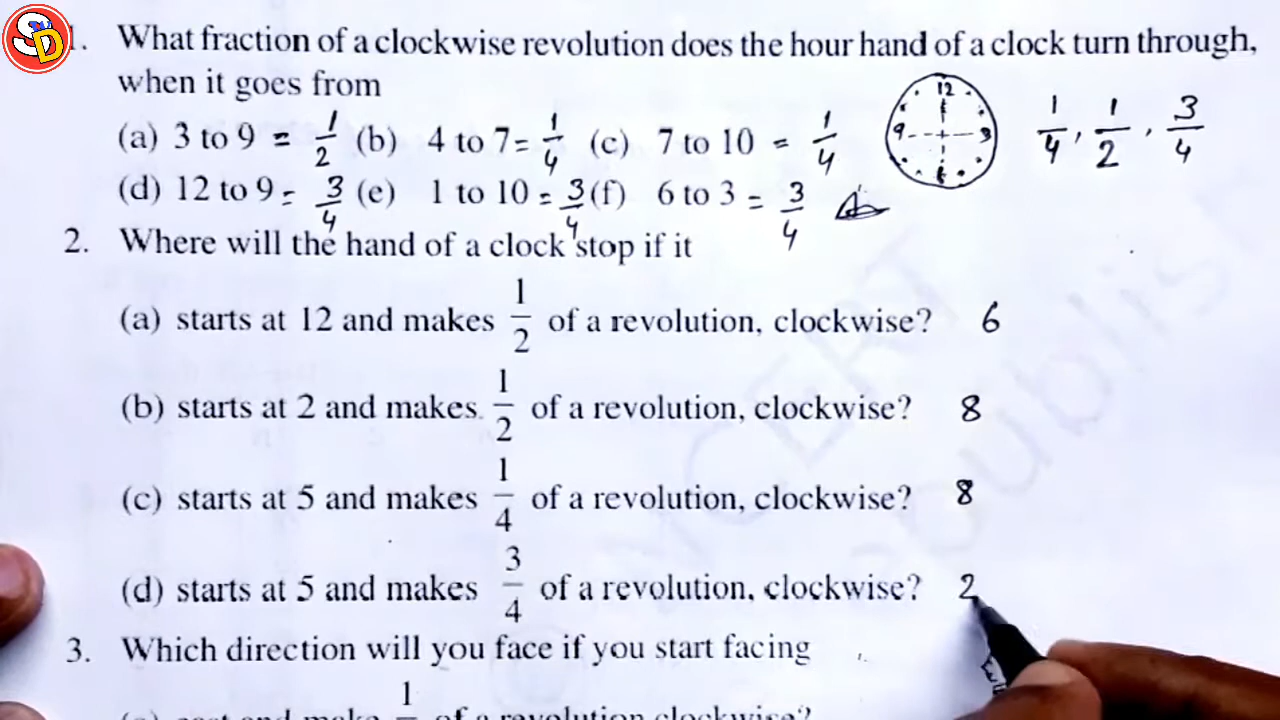 SD 1. What fraction of a clockwise revolution does the hour hand of a clock turn through,
when it goes from
(a) 3 to 9 = 1/2 (b) 4 to 7 = 1/4 (c) 7 to 10 = 1/4 12 9 3 6 1/4, 1/2, 3/4
(d) 12 to 9 = 3/4 (e) 1 to 10 = 3/4 (f) 6 to 3 = 3/4
2. Where will the hand of a clock stop if it
(a) starts at 12 and makes 1/2 of a revolution, clockwise? 6
(b) starts at 2 and makes 1/2 of a revolution, clockwise? 8
(c) starts at 5 and makes 1/4 of a revolution, clockwise? 8
(d) starts at 5 and makes 3/4 of a revolution, clockwise? 2
3. Which direction will you face if you start facing